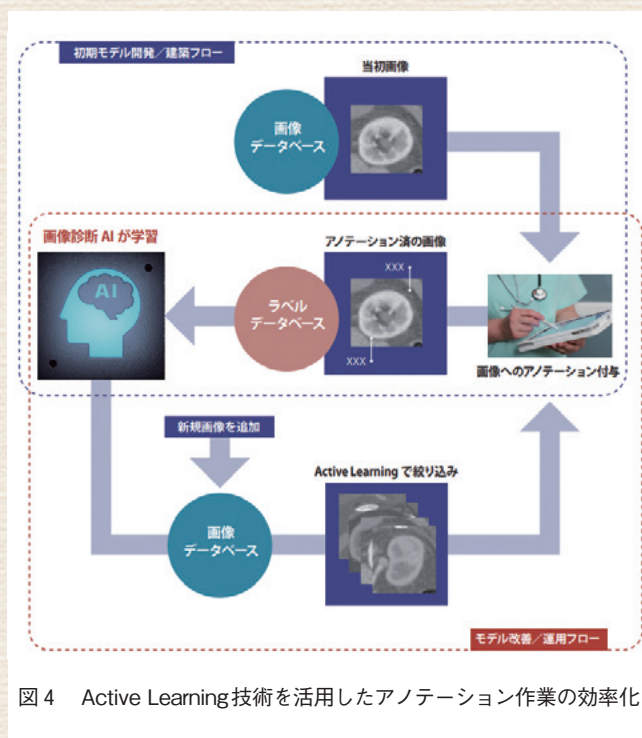 初期モデル開発／建築フロー
当初画像
画像
データベース
画像診断 AI が学習
アノテーション済の画像
XXX
AI
ラベル
データベース
XXX
画像へのアノテーション付与
新規画像を追加
Active Learning で絞り込み
画像
データベース
モデル改善／運用フロー
図 4 Active Learning技術を活用したアノテーション作業の効率化